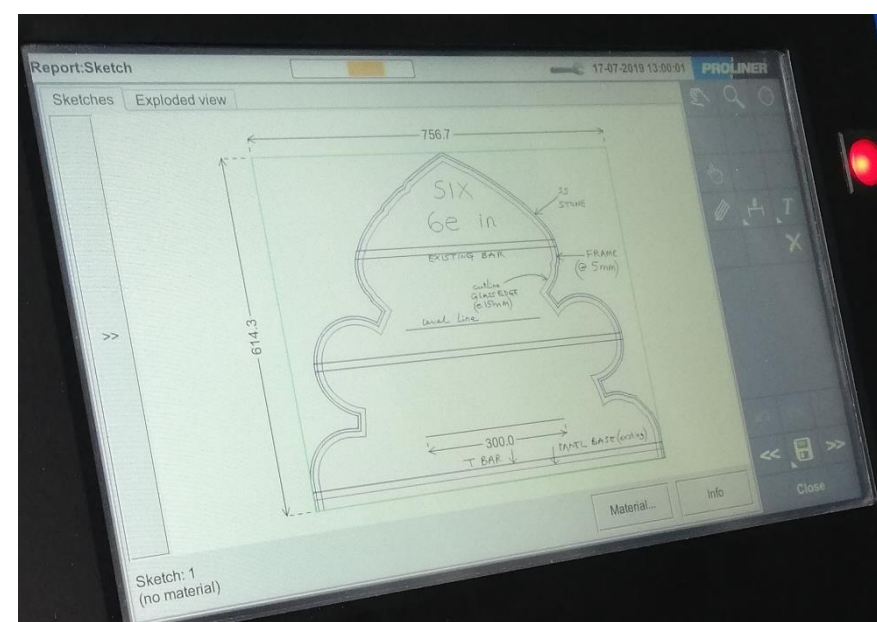 Report:Sketch
17-07-2019 13:00:01 PROLINER
Sketches Exploded view
756.7
SIX
6e in
SS
STONE
EXISTING BAR
FRAME
(@ 5mm)
outline
GLASS EDGE
(@ 15mm)
Level Line
614.3
>>
300.0
T BAR
BASE (existing)
T
X
<< >>
Material...
Info
Close
Sketch: 1
(no material)